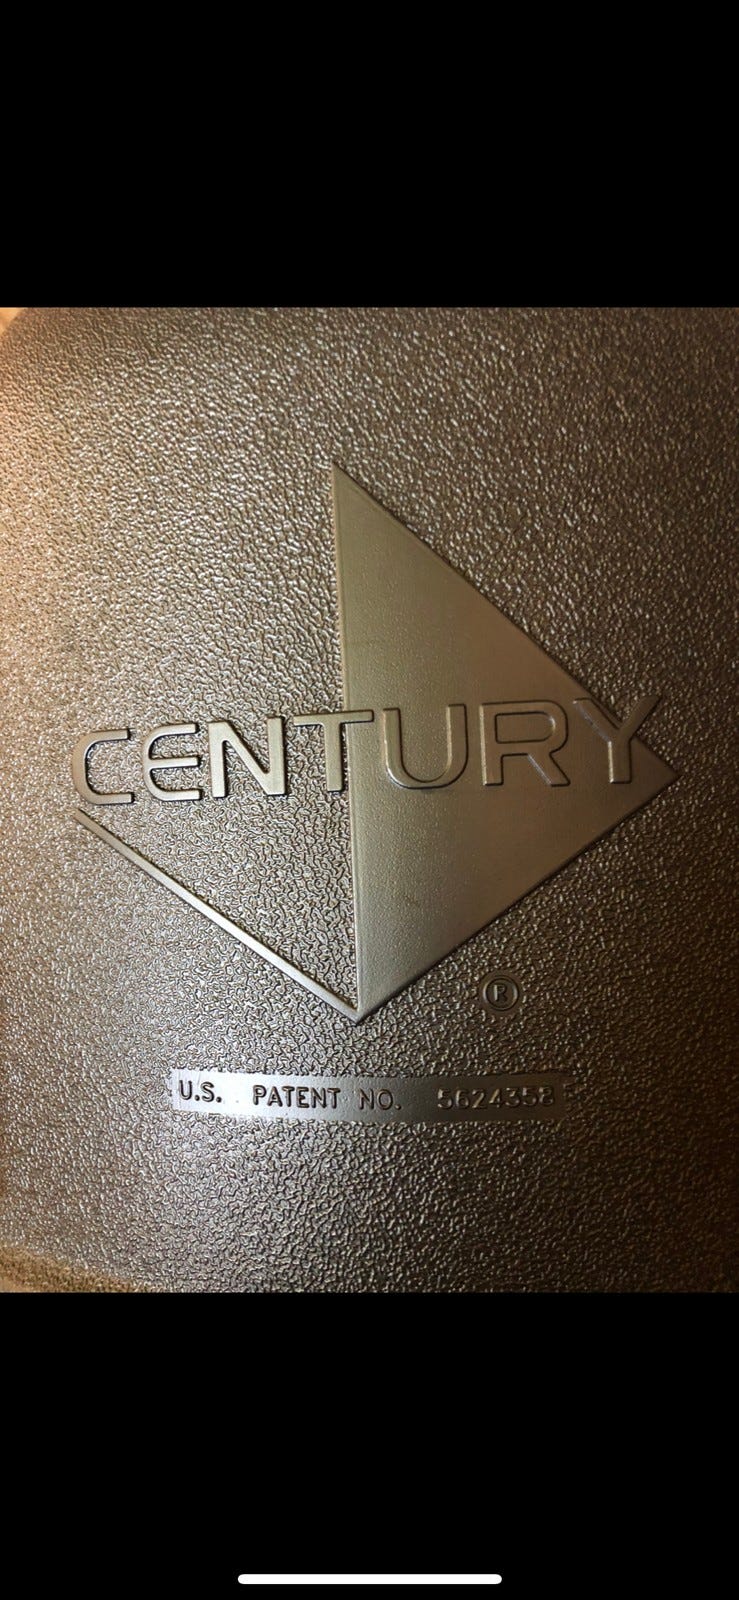 CENTURY
®
U.S. PATENT NO. 5624358